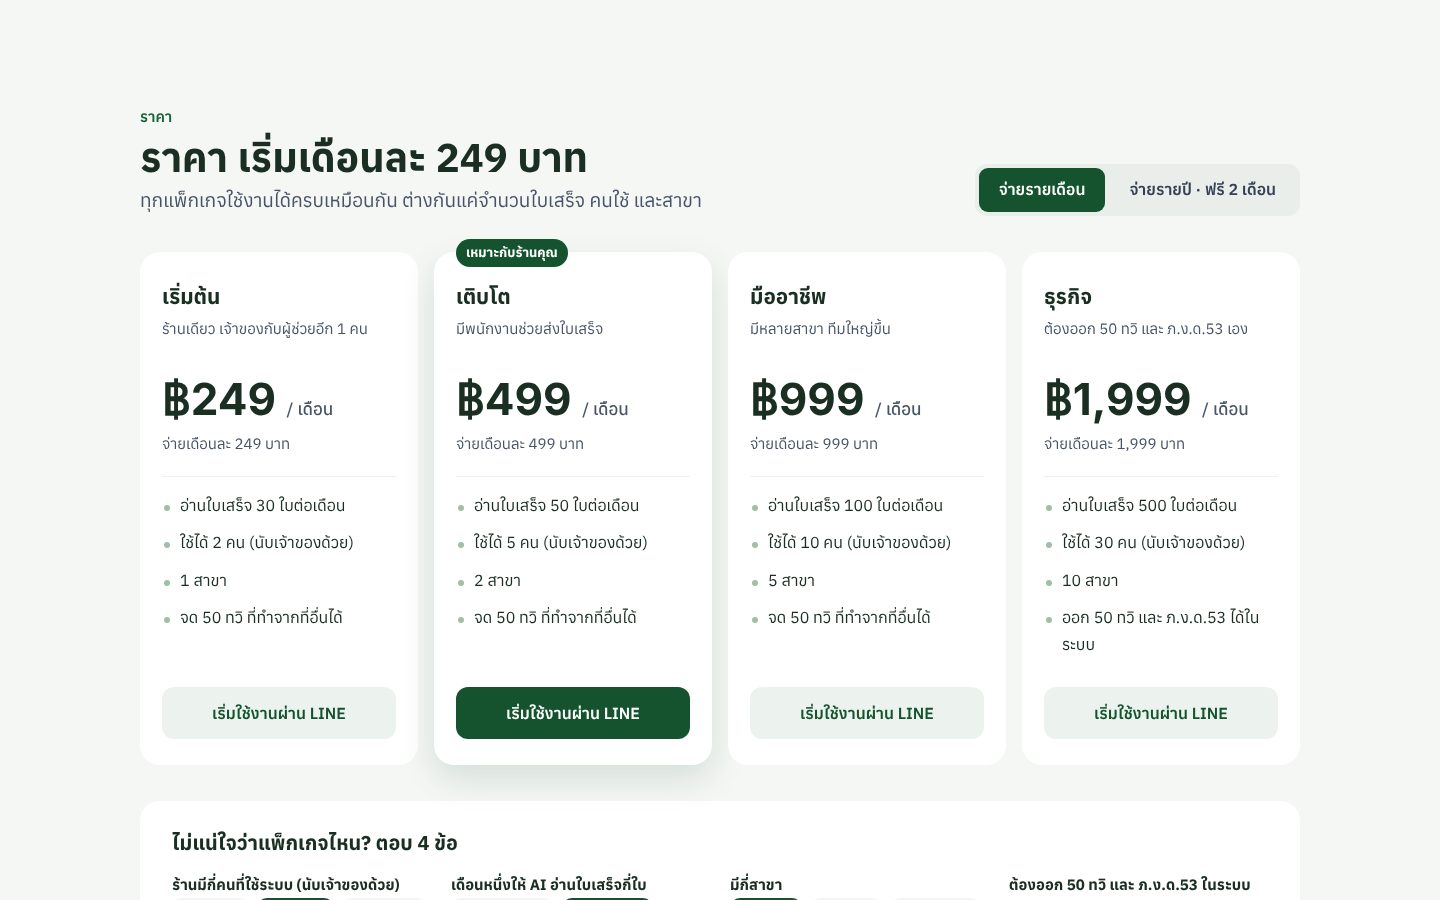 ราคา
ราคา เริ่มเดือนละ 249 บาท
ทุกแพ็กเกจใช้งานได้ครบเหมือนกัน ต่างกันแค่จำนวนใบเสร็จ คนใช้ และสาขา
จ่ายรายเดือน
จ่ายรายปี · ฟรี 2 เดือน
เริ่มต้น
ร้านเดียว เจ้าของกับผู้ช่วยอีก 1 คน
฿249 / เดือน
จ่ายเดือนละ 249 บาท
อ่านใบเสร็จ 30 ใบต่อเดือน
ใช้ได้ 2 คน (นับเจ้าของด้วย)
1 สาขา
จด 50 ทวิ ที่ทำจากที่อื่นได้
เริ่มใช้งานผ่าน LINE
เหมาะกับร้านคุณ
เติบโต
มีพนักงานช่วยส่งใบเสร็จ
฿499 / เดือน
จ่ายเดือนละ 499 บาท
อ่านใบเสร็จ 50 ใบต่อเดือน
ใช้ได้ 5 คน (นับเจ้าของด้วย)
2 สาขา
จด 50 ทวิ ที่ทำจากที่อื่นได้
เริ่มใช้งานผ่าน LINE
มืออาชีพ
มีหลายสาขา ทีมใหญ่ขึ้น
฿999 / เดือน
จ่ายเดือนละ 999 บาท
อ่านใบเสร็จ 100 ใบต่อเดือน
ใช้ได้ 10 คน (นับเจ้าของด้วย)
5 สาขา
จด 50 ทวิ ที่ทำจากที่อื่นได้
เริ่มใช้งานผ่าน LINE
ธุรกิจ
ต้องออก 50 ทวิ และ ภ.ง.ด.53 เอง
฿1,999 / เดือน
จ่ายเดือนละ 1,999 บาท
อ่านใบเสร็จ 500 ใบต่อเดือน
ใช้ได้ 30 คน (นับเจ้าของด้วย)
10 สาขา
ออก 50 ทวิ และ ภ.ง.ด.53 ได้ใน
ระบบ
เริ่มใช้งานผ่าน LINE
ไม่แน่ใจว่าแพ็กเกจไหน? ตอบ 4 ข้อ
ร้านมีกี่คนที่ใช้ระบบ (นับเจ้าของด้วย)
เดือนหนึ่งให้ AI อ่านใบเสร็จกี่ใบ
มีกี่สาขา
ต้องออก 50 ทวิ และ ภ.ง.ด.53 ในระบบ